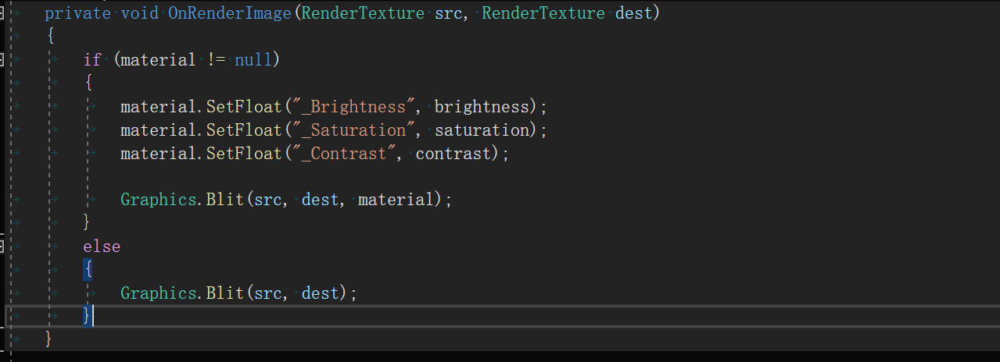 private void OnRenderImage(RenderTexture src, RenderTexture dest)
{
if (material != null)
{
material.SetFloat("_Brightness", brightness);
material.SetFloat("_Saturation", saturation);
material.SetFloat("_Contrast", contrast);
Graphics.Blit(src, dest, material);
}
else
{
Graphics.Blit(src, dest);
}
}